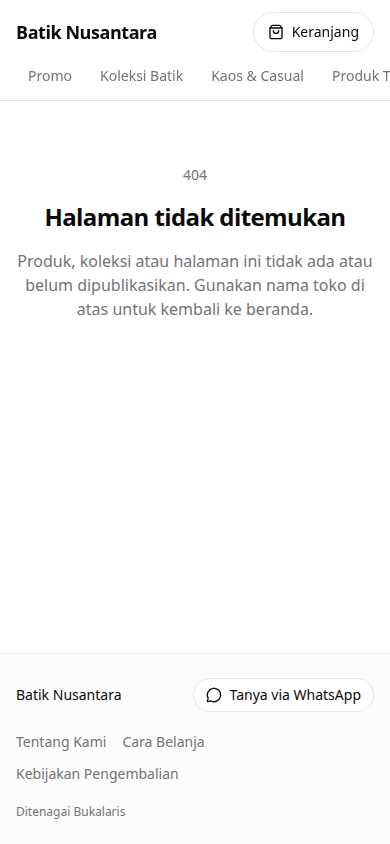 Batik Nusantara
Keranjang
Promo
Koleksi Batik
Kaos & Casual
Produk T
404
Halaman tidak ditemukan
Produk, koleksi atau halaman ini tidak ada atau
belum dipublikasikan. Gunakan nama toko di
atas untuk kembali ke beranda.
Batik Nusantara
Tanya via WhatsApp
Tentang Kami
Cara Belanja
Kebijakan Pengembalian
Ditenagai Bukalaris